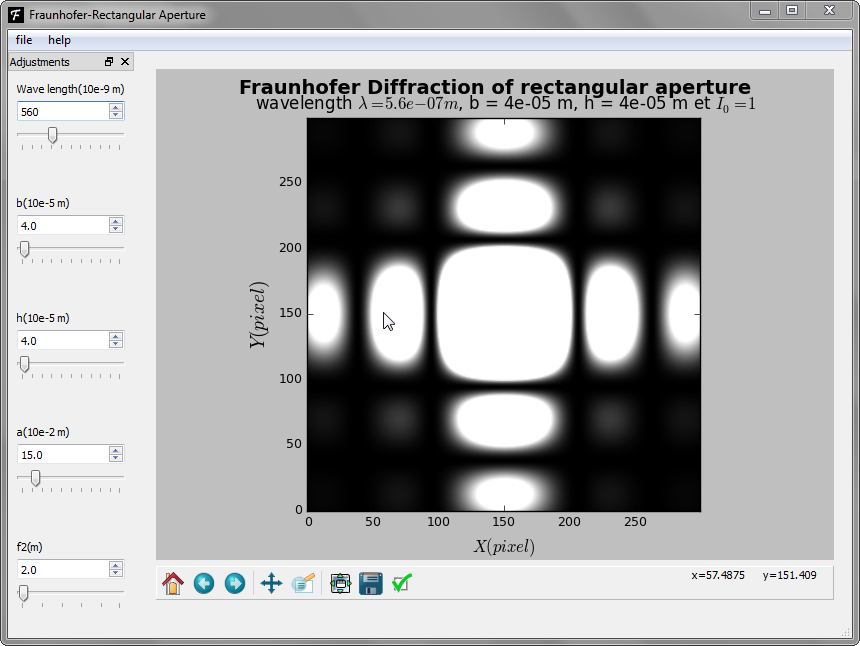 Fraunhofer-Rectangular Aperture
file help
Adjustments
Wave length(10e-9 m)
560
b(10e-5 m)
4.0
h(10e-5 m)
4.0
a(10e-2 m)
15.0
f2(m)
2.0
Fraunhofer Diffraction of rectangular aperture
wavelength λ=5.6e−07m, b = 4e-05 m, h = 4e-05 m et I₀=1
Y(pixel)
250
200
150
100
50
0
0 50 100 150 200 250
X(pixel)
x=57.4875 y=151.409